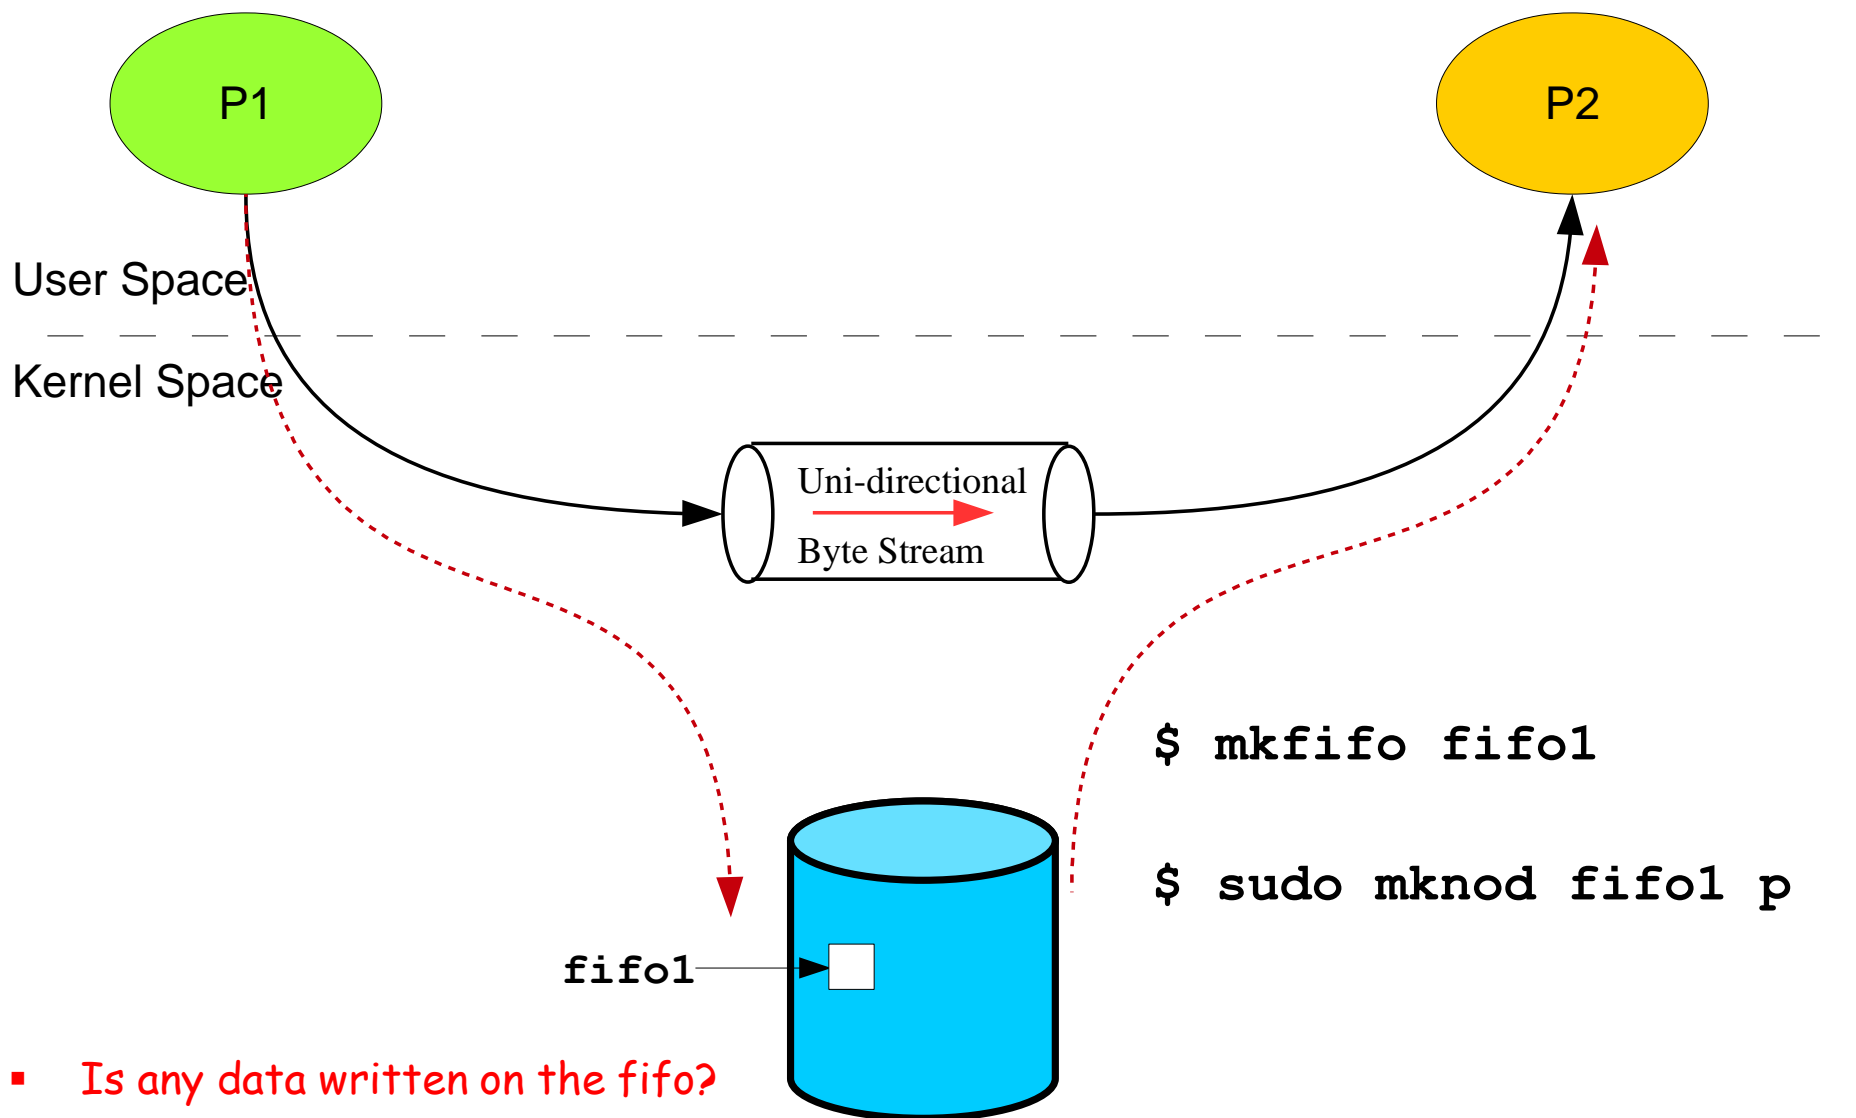 P1
P2
User Space
Kernel Space
Uni-directional
Byte Stream
$ mkfifo fifo1
$ sudo mknod fifo1 p
fifo1
▪ Is any data written on the fifo?